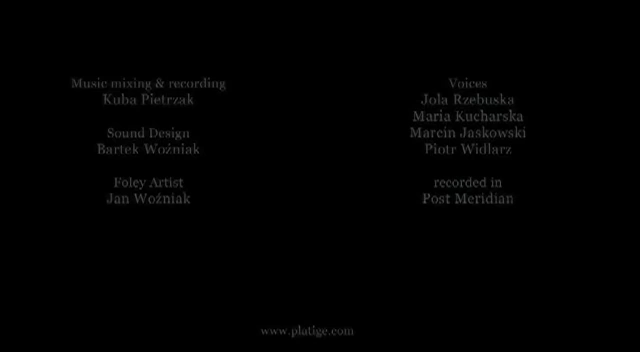 Music mixing & recording
Kuba Pietrzak
Sound Design
Bartek Woźniak
Foley Artist
Jan Woźniak
Voices
Jola Rzebuska
Maria Kucharska
Marcin Jaskowski
Piotr Widlarz
recorded in
Post Meridian
www.platige.com